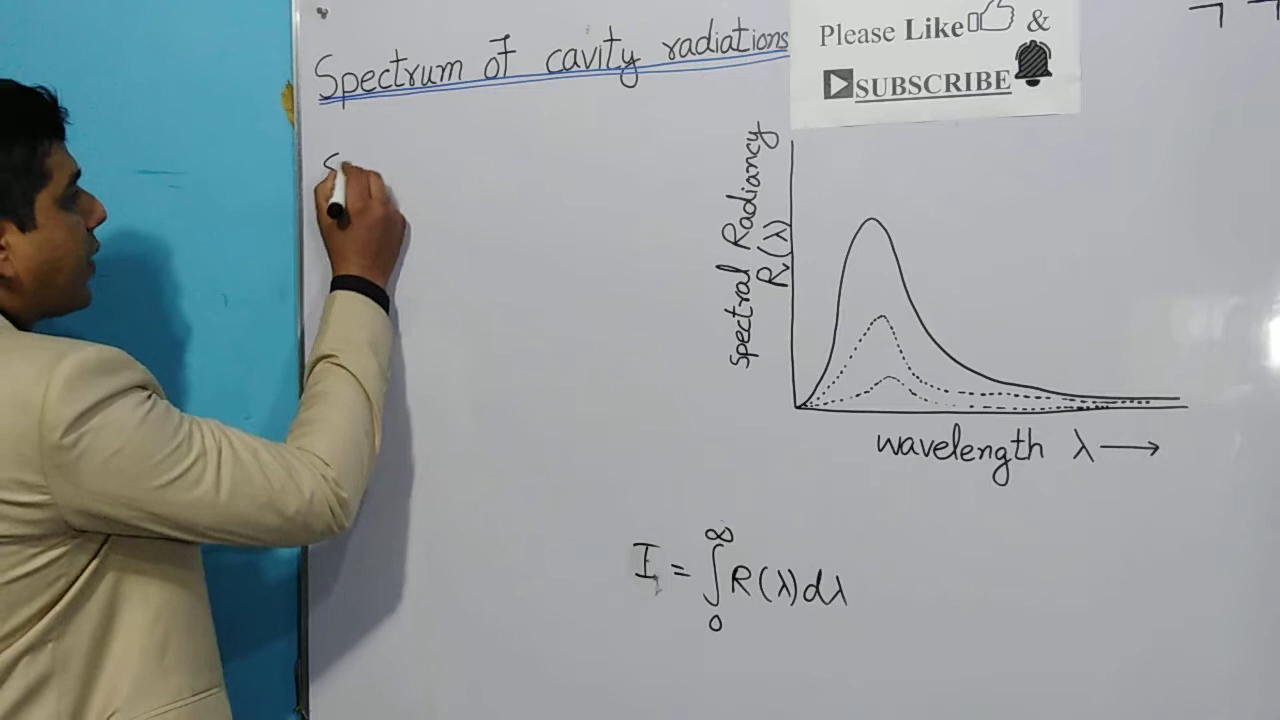 Spectrum of cavity radiations
Please Like &
SUBSCRIBE
S
Spectral Radiancy
R(λ)
wavelength λ →
I = ∫₀^∞ R(λ)dλ